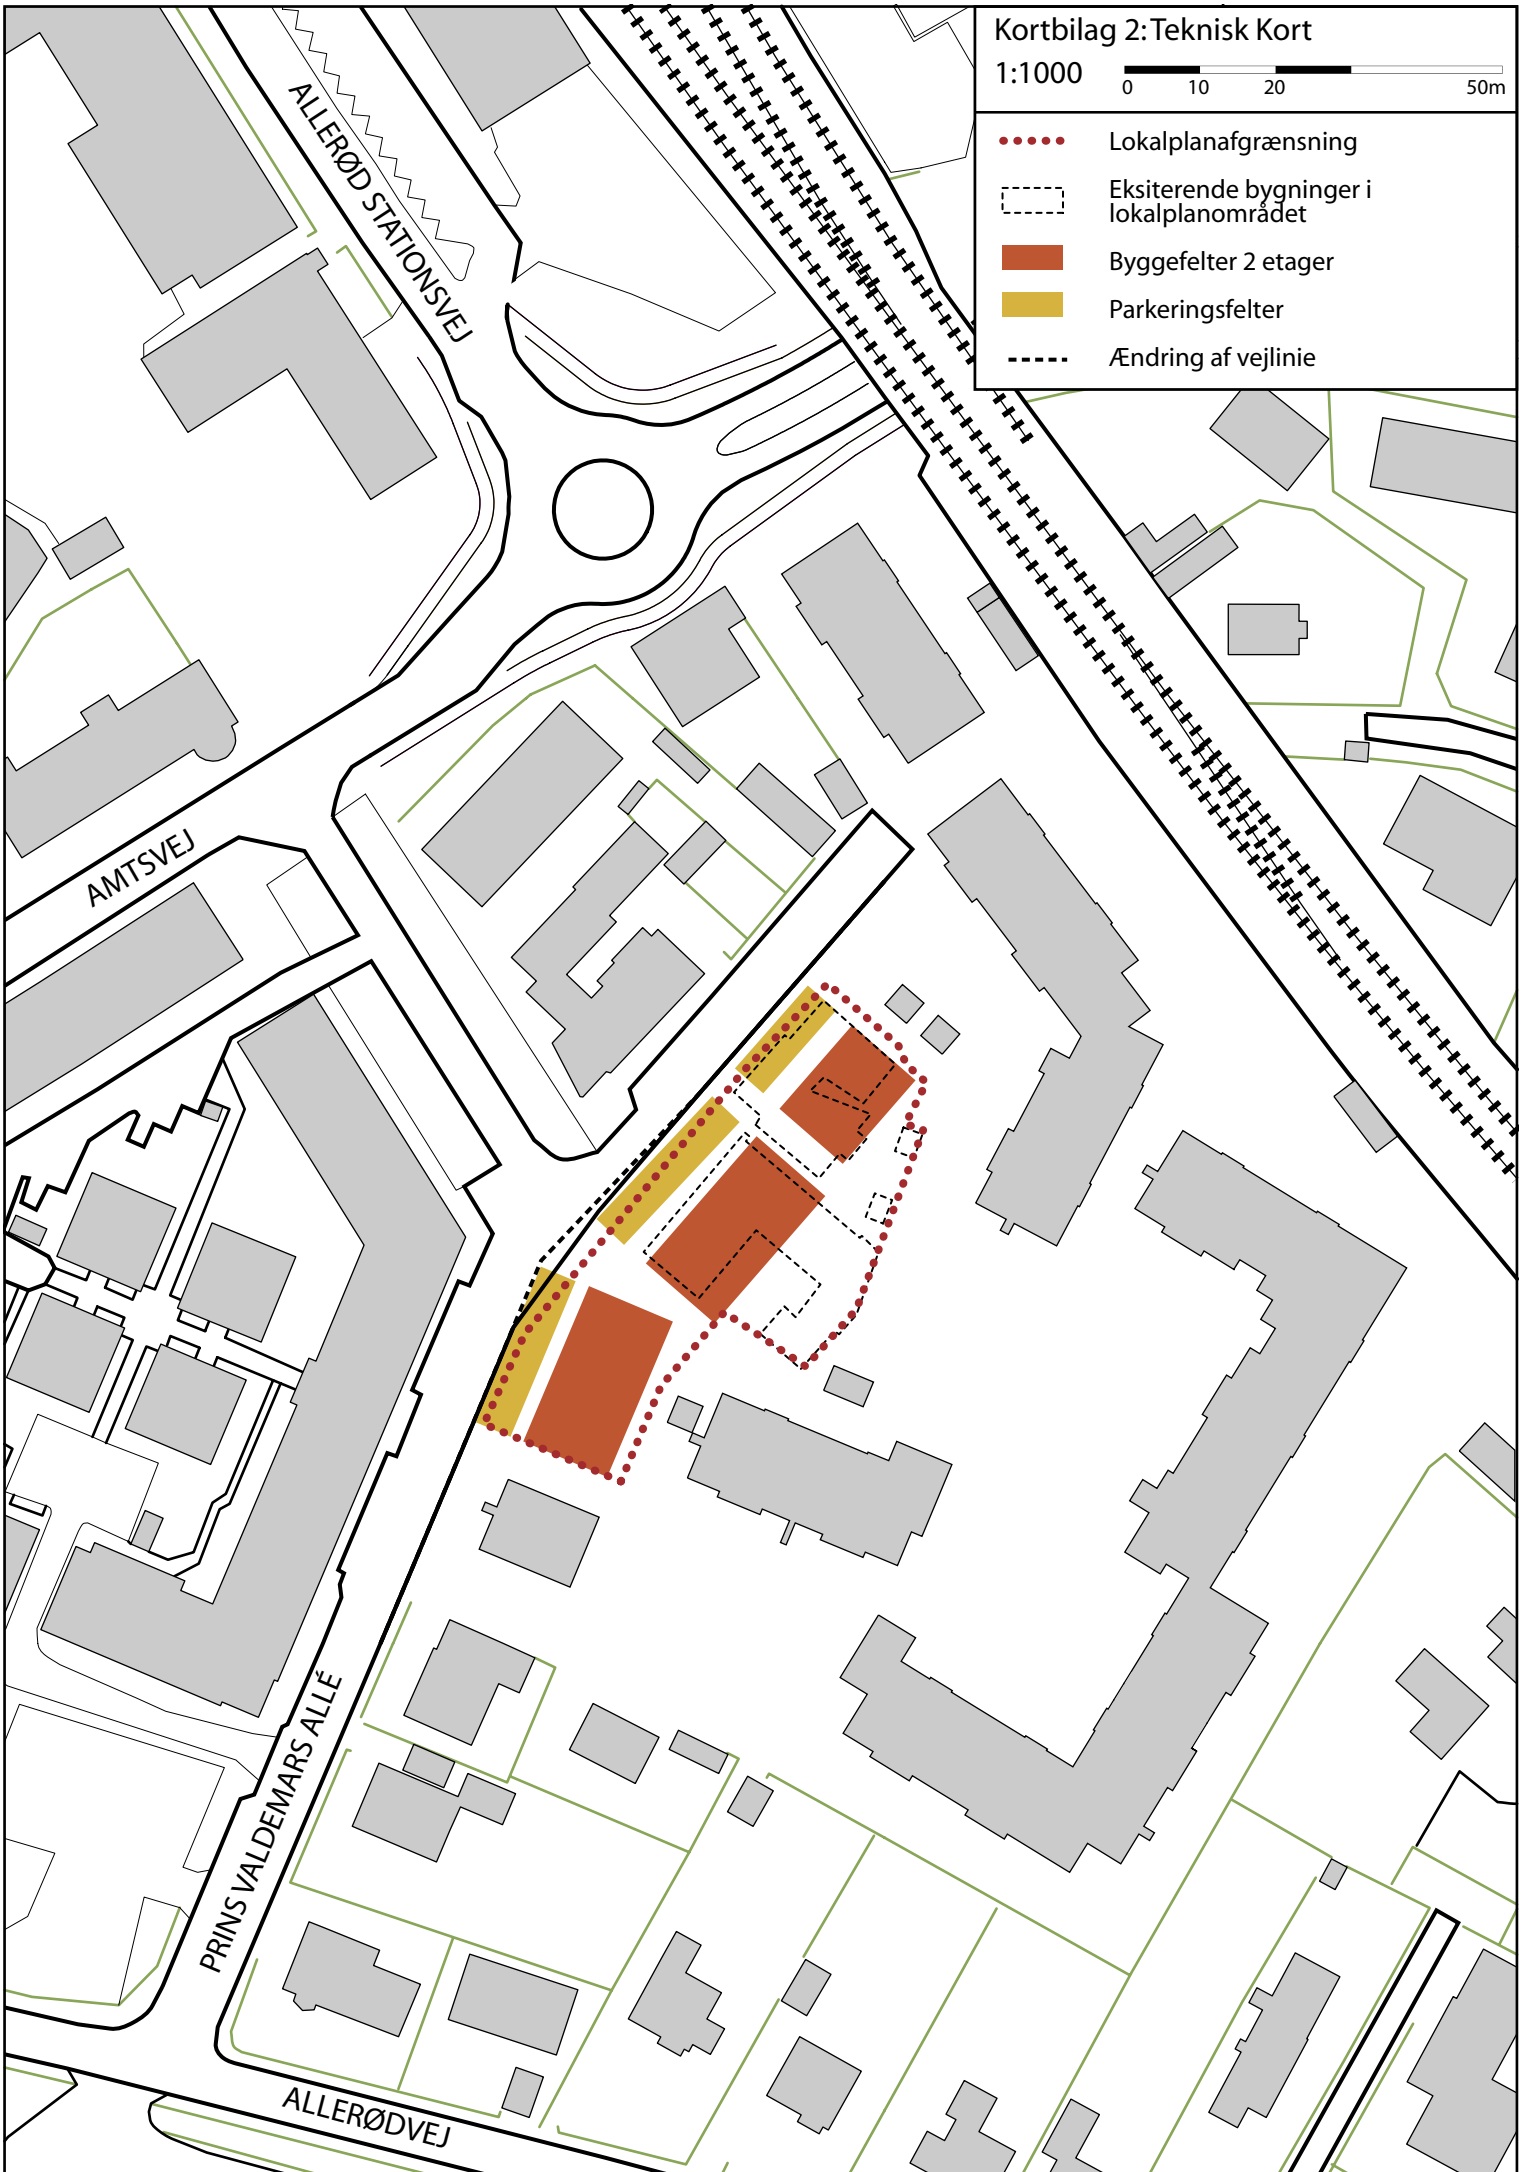 Kortbilag 2: Teknisk Kort
1:1000
0 10 20 50m
Lokalplanafgrænsning
Eksiterende bygninger i
lokalplanområdet
Byggefelter 2 etager
Parkeringsfelter
Ændring af vejlinie
ALLERØD STATIONSVEJ
AMTSVEJ
PRINS VALDEMARS ALLÉ
ALLERØDVEJ